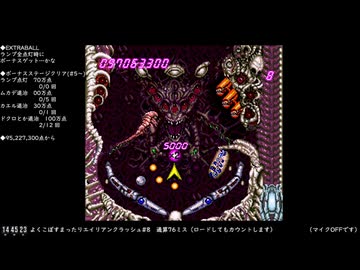 ◆EXTRABALL
ランプ全点灯時に
ボーナスゲットーかな
◆ボーナスステージクリア(#5～)
ランプ点灯 70万点
0/0 回
ムカデ退治 00万点
0/5 回
カエル退治 30万点
0/1 回
ドクロとか退治 100万点
2/12 回
◆95,227,300点から
097063300
8
5000
14 45 23
よくこぼすまったりエイリアンクラッシュ#8 通算76ミス（ロードしてもカウントします）
（マイクOFFです）